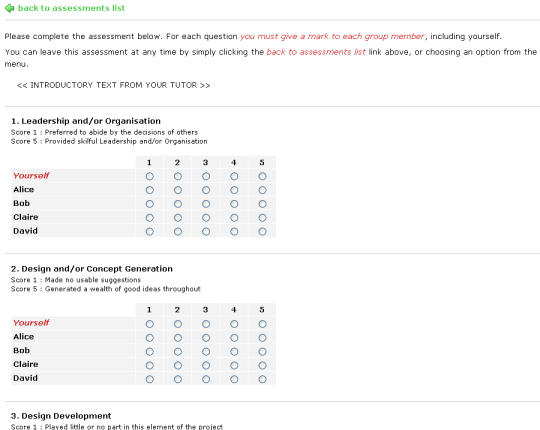 back to assessments list
Please complete the assessment below. For each question you must give a mark to each group member, including yourself.
You can leave this assessment at any time by simply clicking the back to assessments list link above, or choosing an option from the
menu.
<< INTRODUCTORY TEXT FROM YOUR TUTOR >>
1. Leadership and/or Organisation
Score 1 : Preferred to abide by the decisions of others
Score 5 : Provided skilful Leadership and/or Organisation
1 2 3 4 5
Yourself
Alice
Bob
Claire
David
2. Design and/or Concept Generation
Score 1 : Made no usable suggestions
Score 5 : Generated a wealth of good ideas throughout
1 2 3 4 5
Yourself
Alice
Bob
Claire
David
3. Design Development
Score 1 : Played little or no part in this element of the project